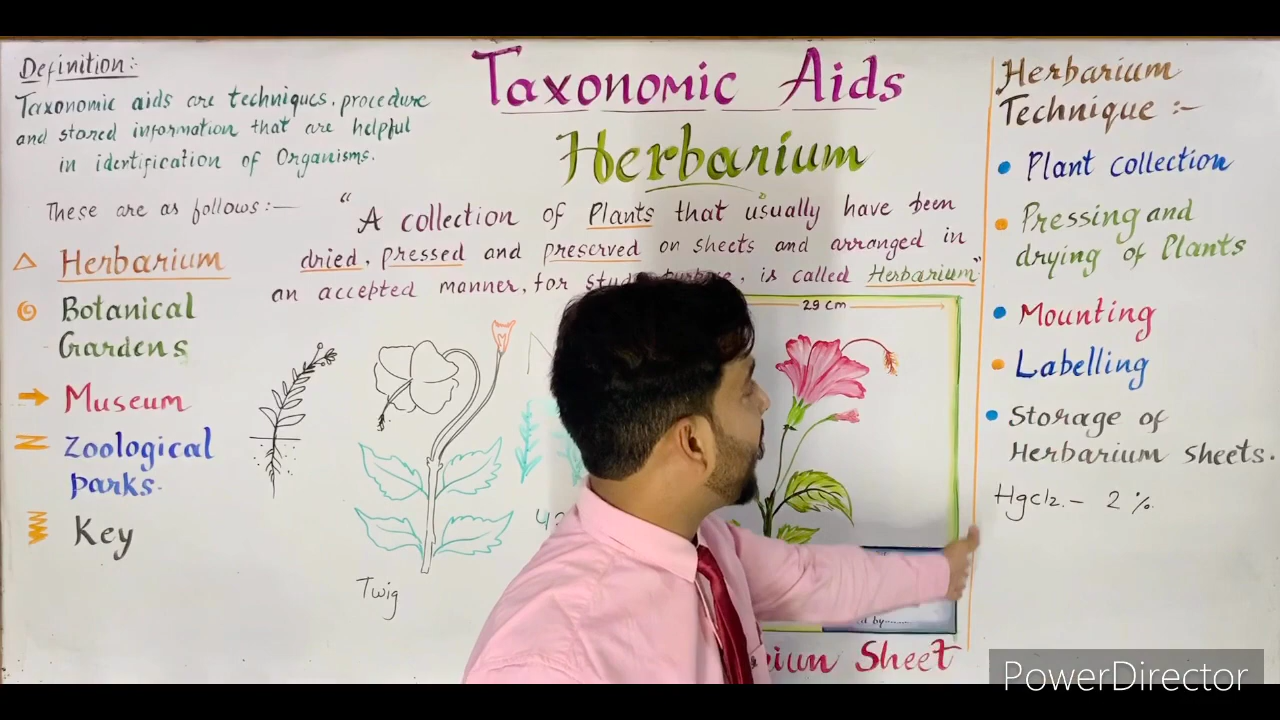 Definition:-
Taxonomic aids are techniques, procedure
and stored information that are helpful
in identification of Organisms.
These are as follows:—
Herbarium
Botanical
Gardens
Museum
Zoological
parks.
Key
Taxonomic Aids
Herbarium
"A collection of Plants that usually have been
dried, pressed and preserved on sheets and arranged in
an accepted manner, for is called Herbarium"
29 cm
Twig
by........
Sheet
Herbarium
Technique :-
Plant collection
Pressing and
drying of Plants
Mounting
Labelling
Storage of
Herbarium sheets.
Hgcl2 - 2 %.
PowerDirector